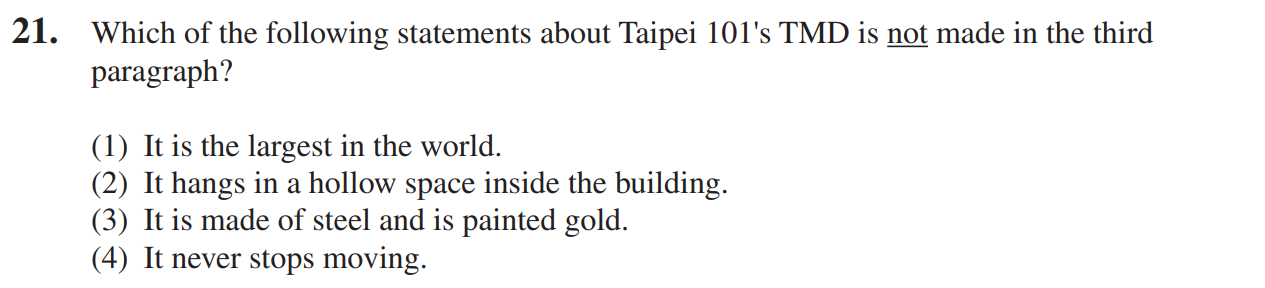 21. Which of the following statements about Taipei 101's TMD is not made in the third
paragraph?
(1) It is the largest in the world.
(2) It hangs in a hollow space inside the building.
(3) It is made of steel and is painted gold.
(4) It never stops moving.